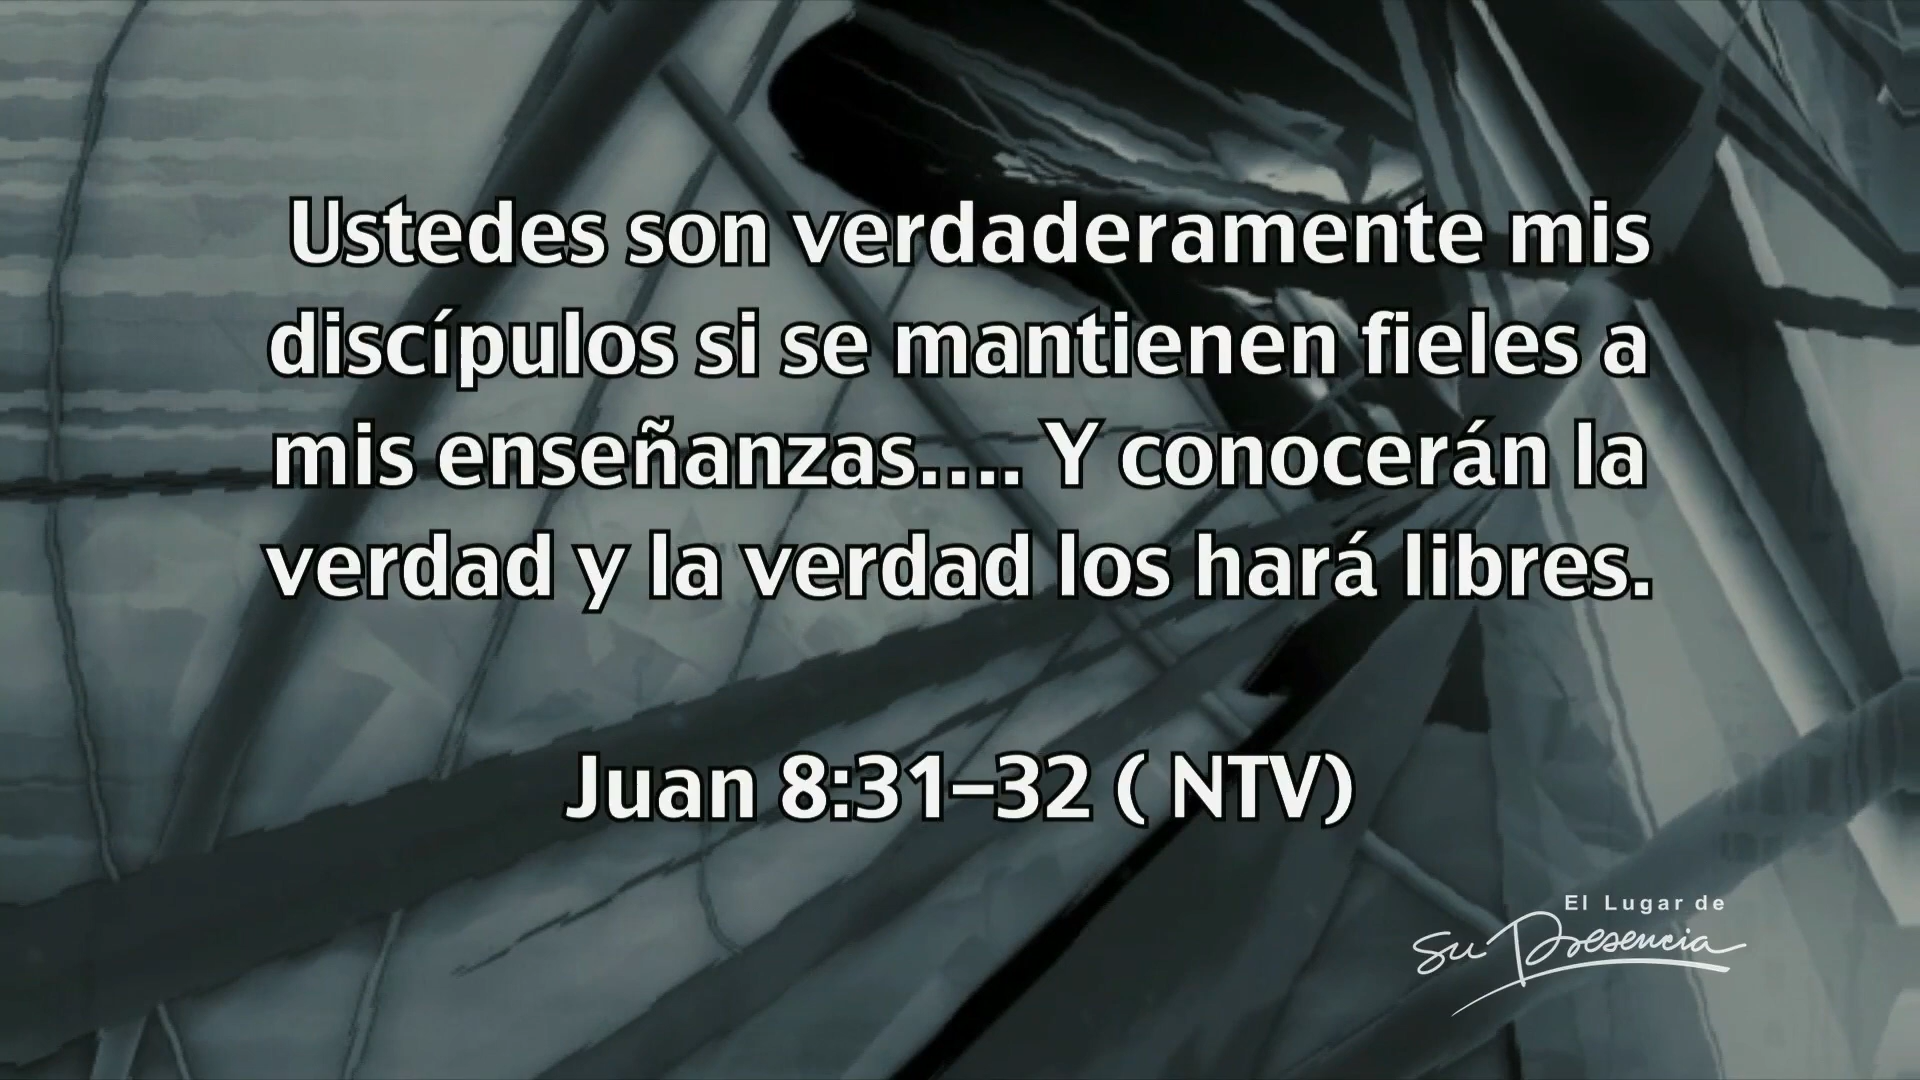 Ustedes son verdaderamente mis
discípulos si se mantienen fieles a
mis enseñanzas.... Y conocerán la
verdad y la verdad los hará libres.
Juan 8:31–32 ( NTV)
El Lugar de
Su Presencia